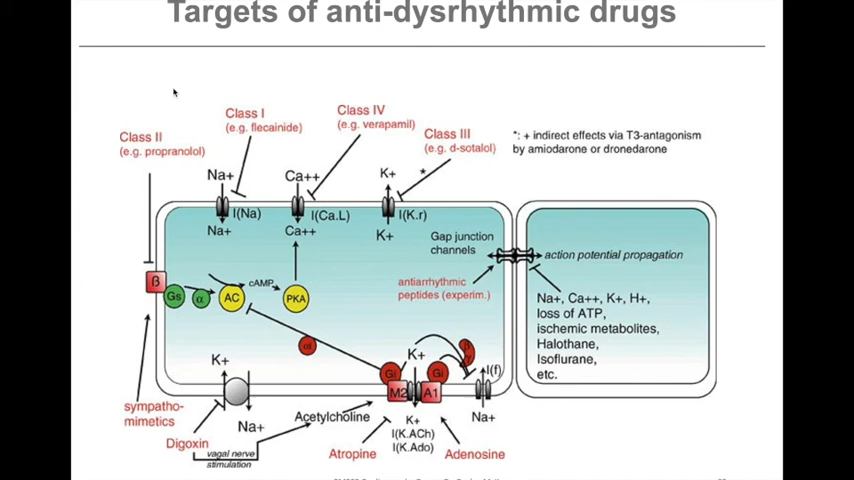 Targets of anti-dysrhythmic drugs
Class II
(e.g. propranolol)
Class I
(e.g. flecainide)
Class IV
(e.g. verapamil)
Class III
(e.g. d-sotalol)
*
*: + indirect effects via T3-antagonism
by amiodarone or dronedarone
Na+
Ca++
K+
I(Na)
I(Ca.L)
I(K.r)
Na+
Ca++
K+
Gap junction
channels
action potential propagation
antiarrhythmic
peptides (experim.)
Na+, Ca++, K+, H+,
loss of ATP,
ischemic metabolites,
Halothane,
Isoflurane,
etc.
ß
Gs
α
AC
cAMP
PKA
αi
K+
β
γ
Gi
Gi
I(f)
M2
A1
K+
Na+
Na+
sympatho-
mimetics
Digoxin
vagal nerve
stimulation
Acetylcholine
K+
I(K.ACh)
I(K.Ado)
Atropine
Adenosine